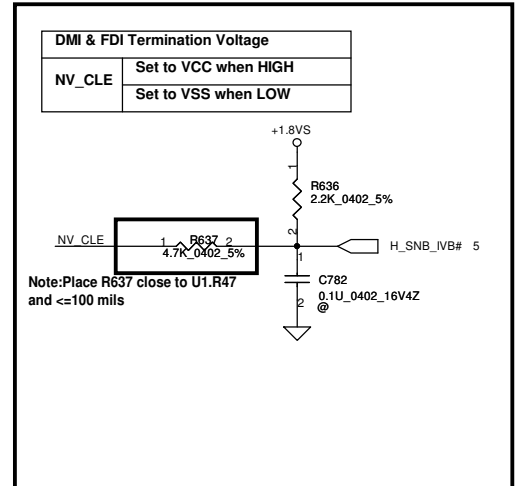 DMI & FDI Termination Voltage
NV_CLE
Set to VCC when HIGH
Set to VSS when LOW
+1.8VS
1
R636
2.2K_0402_5%
2
NV_CLE
1 R637 2
4.7K_0402_5%
H_SNB_IVB# 5
Note:Place R637 close to U1.R47
and <=100 mils
1
C782
0.1U_0402_16V4Z
2
@